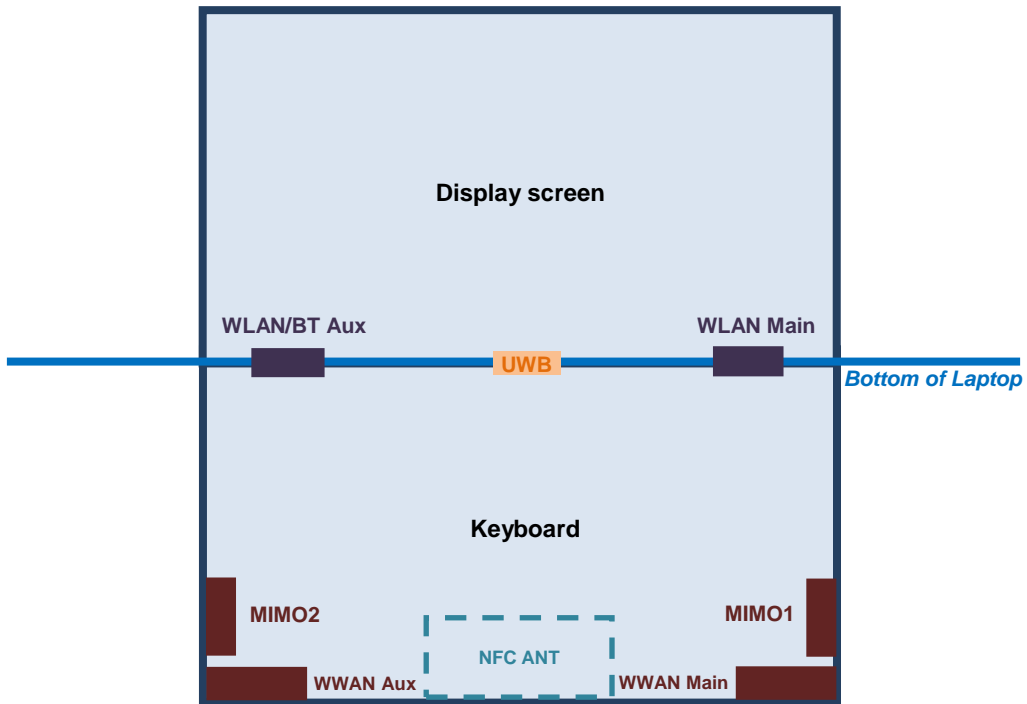 Display screen
WLAN/BT Aux
WLAN Main
UWB
Bottom of Laptop
Keyboard
MIMO2
MIMO1
NFC ANT
WWAN Aux
WWAN Main